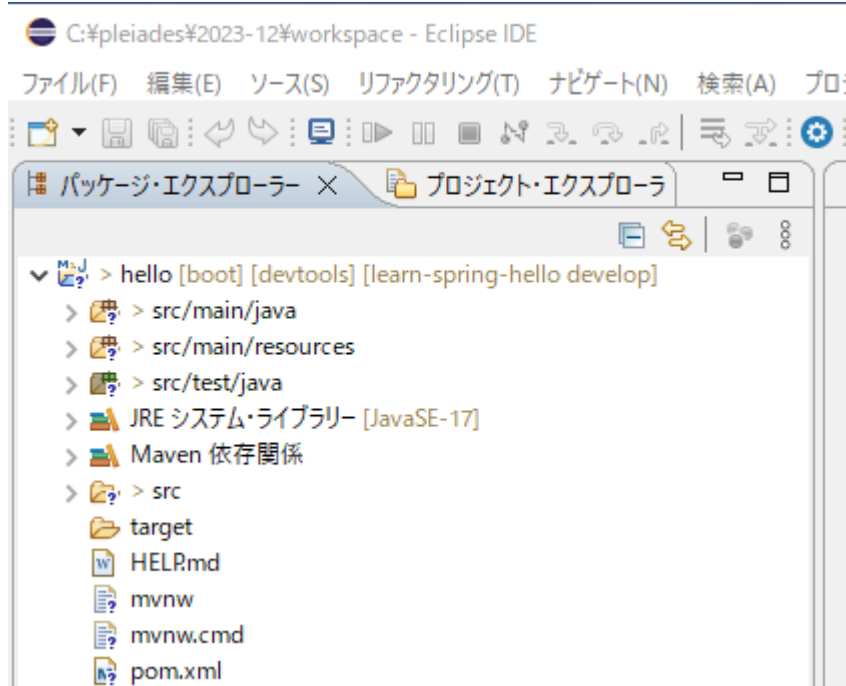 C:¥pleiades¥2023-12¥workspace - Eclipse IDE
ファイル(F) 編集(E) ソース(S) リファクタリング(T) ナビゲート(N) 検索(A) プロ
パッケージ・エクスプローラー プロジェクト・エクスプローラ
> hello [boot] [devtools] [learn-spring-hello develop]
> src/main/java
> src/main/resources
> src/test/java
JRE システム・ライブラリー [JavaSE-17]
Maven 依存関係
> src
target
HELP.md
mvnw
mvnw.cmd
pom.xml